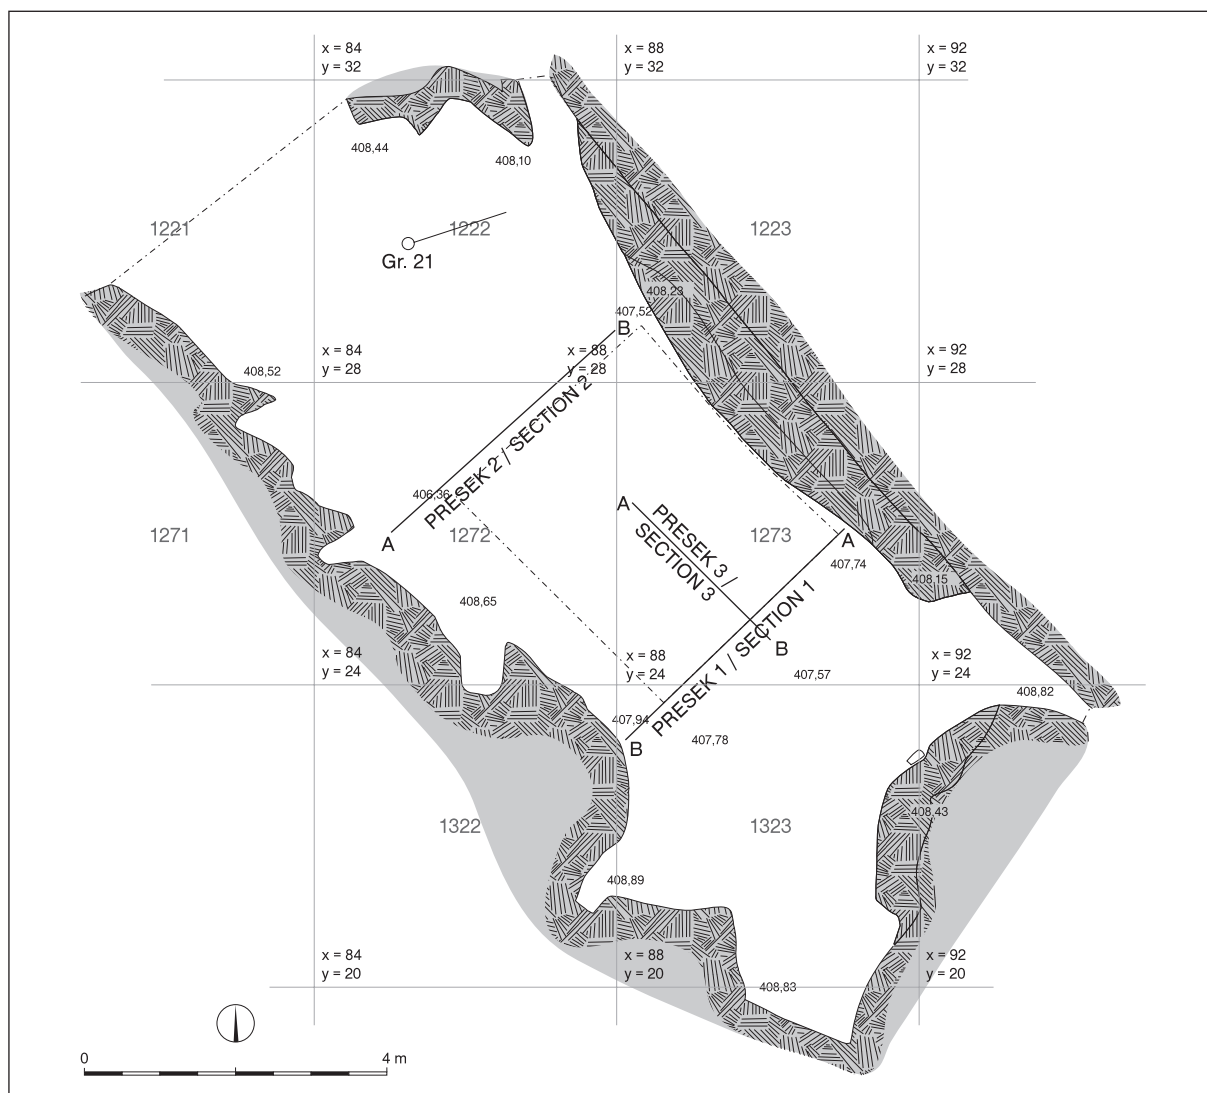 x = 84
y = 32
x = 88
y = 32
x = 92
y = 32
408,44
408,10
1221
1222
1223
Gr. 21
408,23
407,52
B
x = 84
y = 28
x = 88
y = 28
x = 92
y = 28
408,52
PRESEK 2 / SECTION 2
406,36
A
A
1271
1272
1273
PRESEK 3 /
SECTION 3
A
407,74
408,15
408,65
PRESEK 1 / SECTION 1
B
x = 84
y = 24
x = 88
y = 24
x = 92
y = 24
407,57
408,82
407,94
B
407,78
1322
1323
408,43
408,89
x = 84
y = 20
x = 88
y = 20
x = 92
y = 20
408,83
0
4 m